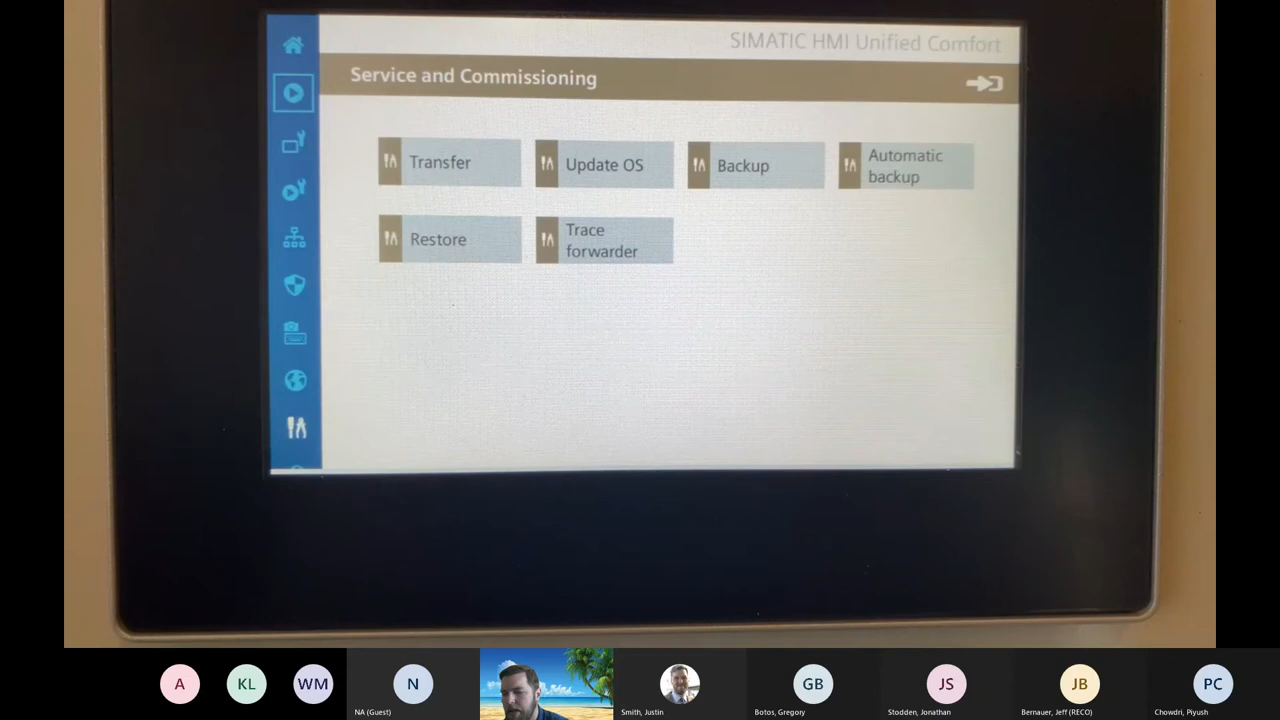 SIMATIC HMI Unified Comfort
Service and Commissioning
Transfer
Update OS
Backup
Automatic
backup
Restore
Trace
forwarder
A
KL
WM
N
GB
JS
JB
PC
NA (Guest)
Smith, Justin
Botos, Gregory
Stodden, Jonathan
Bernauer, Jeff (RECO)
Chowdri, Piyush